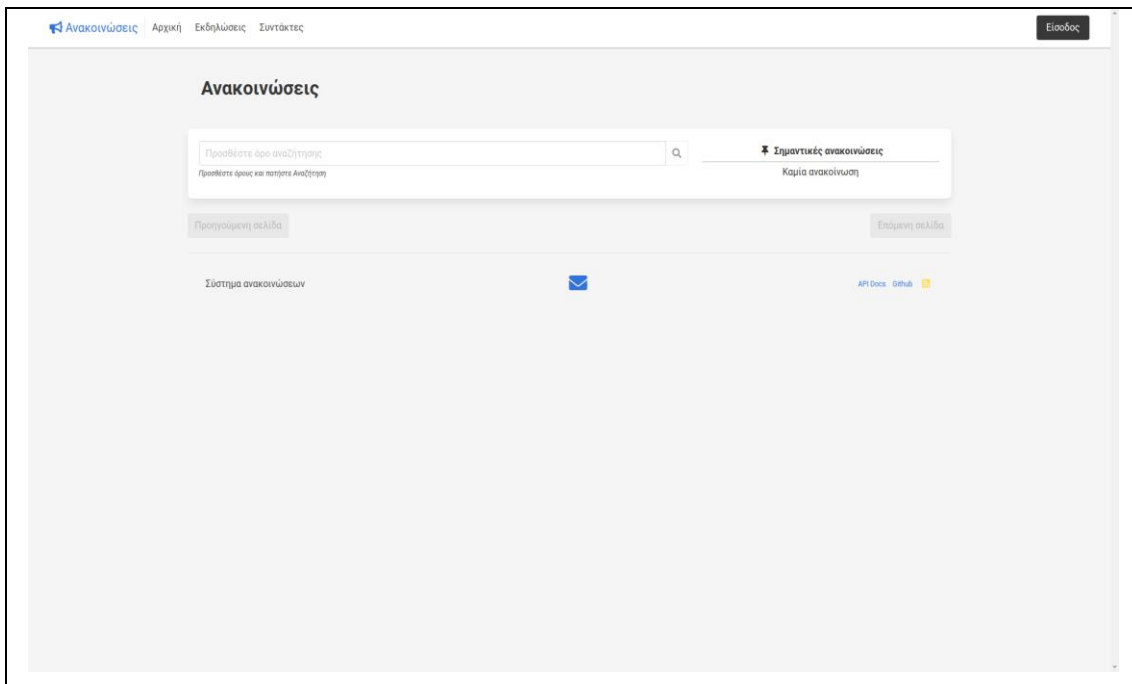 Ανακοινώσεις Αρχική Εκδηλώσεις Συντάκτες Είσοδος
Ανακοινώσεις
Προσθέστε όρο αναζήτησης
Προσθέστε όρους και πατήστε Αναζήτηση
Σημαντικές ανακοινώσεις
Καμία ανακοίνωση
Προηγούμενη σελίδα Επόμενη σελίδα
Σύστημα ανακοινώσεων API Docs Github